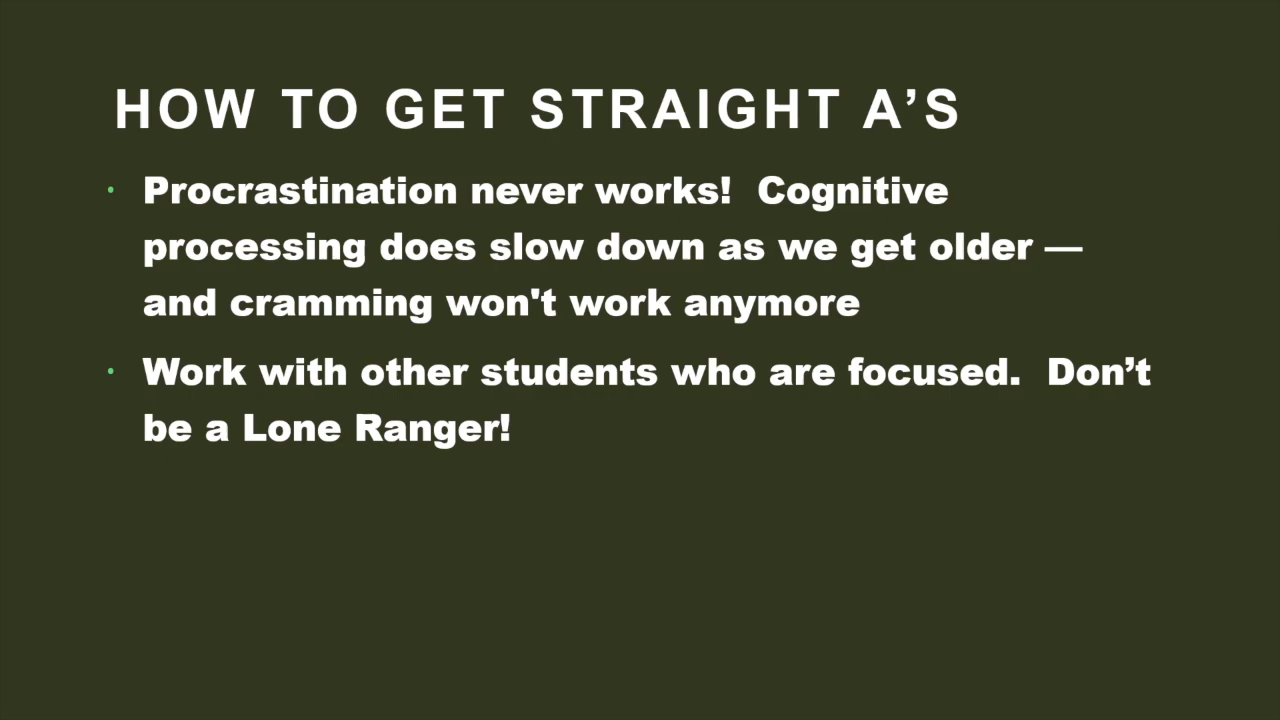 HOW TO GET STRAIGHT A’S
• Procrastination never works!  Cognitive
processing does slow down as we get older —
and cramming won't work anymore
• Work with other students who are focused.  Don’t
be a Lone Ranger!